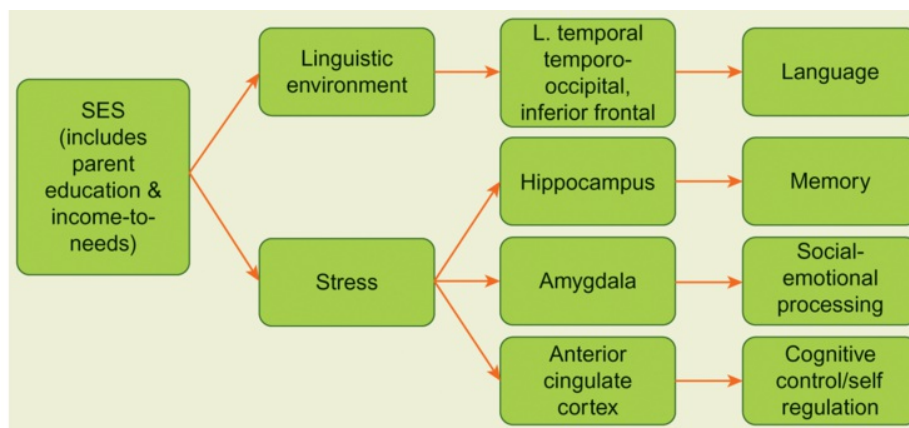 SES
(includes
parent
education &
income-to-
needs)
Linguistic
environment
L. temporal
temporo-
occipital,
inferior frontal
Language
Stress
Hippocampus
Memory
Amygdala
Social-
emotional
processing
Anterior
cingulate
cortex
Cognitive
control/self
regulation